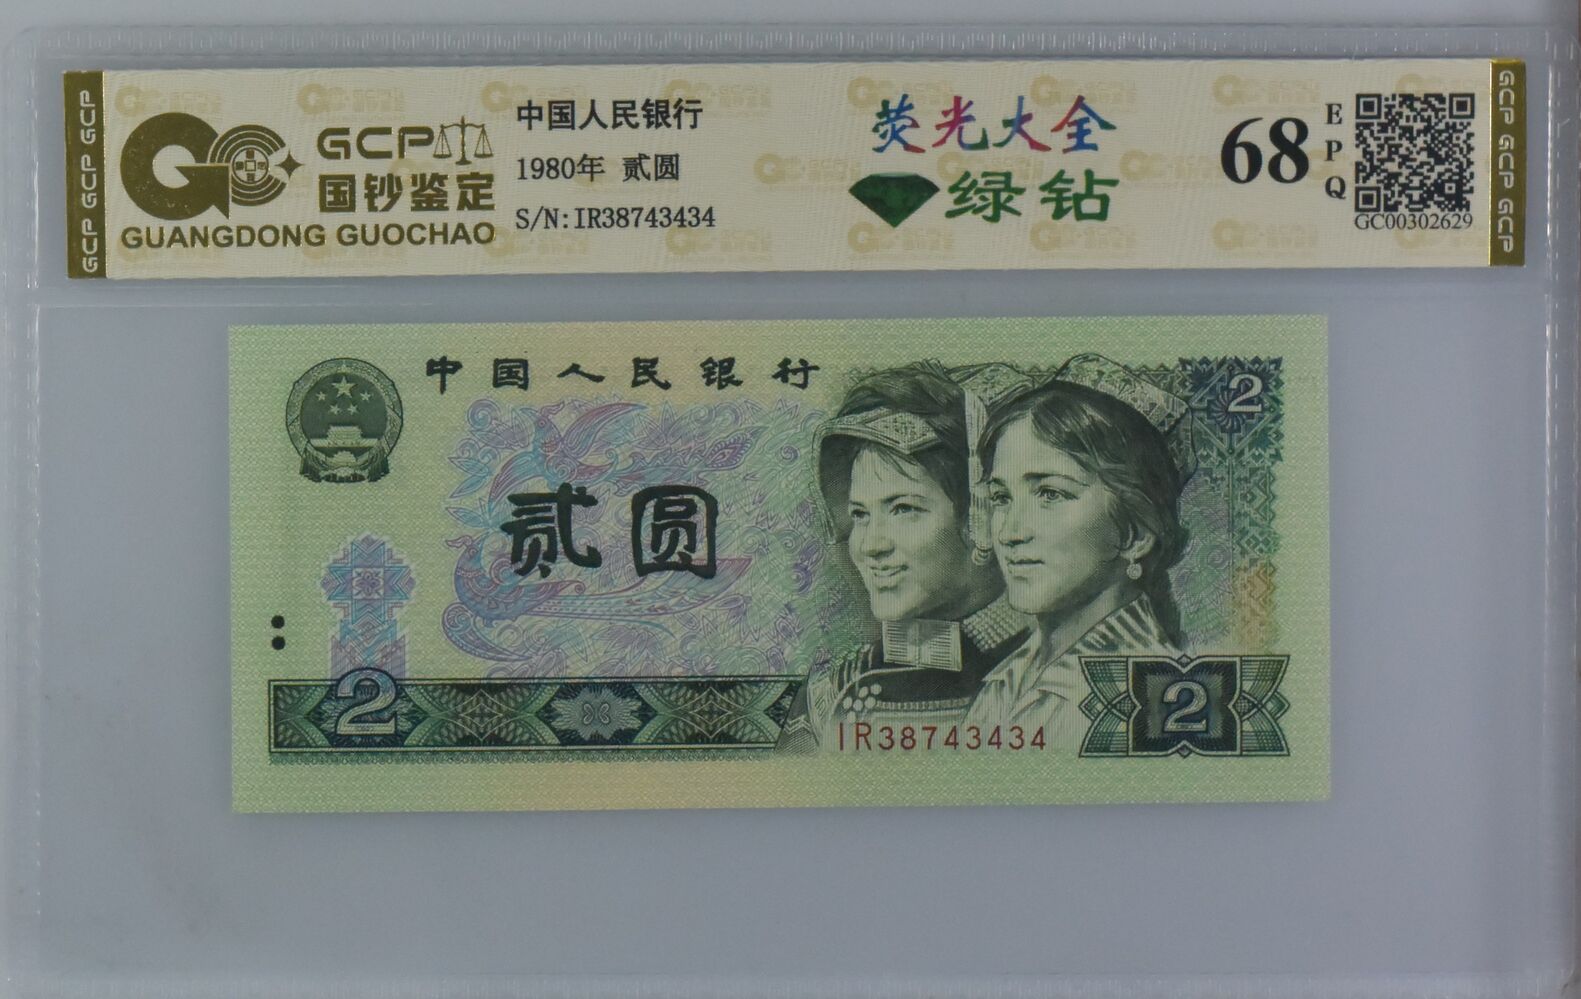 GCP GCP GCP
GCP
国钞鉴定
GUANGDONG GUOCHAO
中国人民银行
1980年 贰圆
S/N:IR38743434
荧光大全
绿钻
68
EPQ
GC00302629
GCP GCP GCP
中国人民银行
2
贰圆
2
IR38743434
2